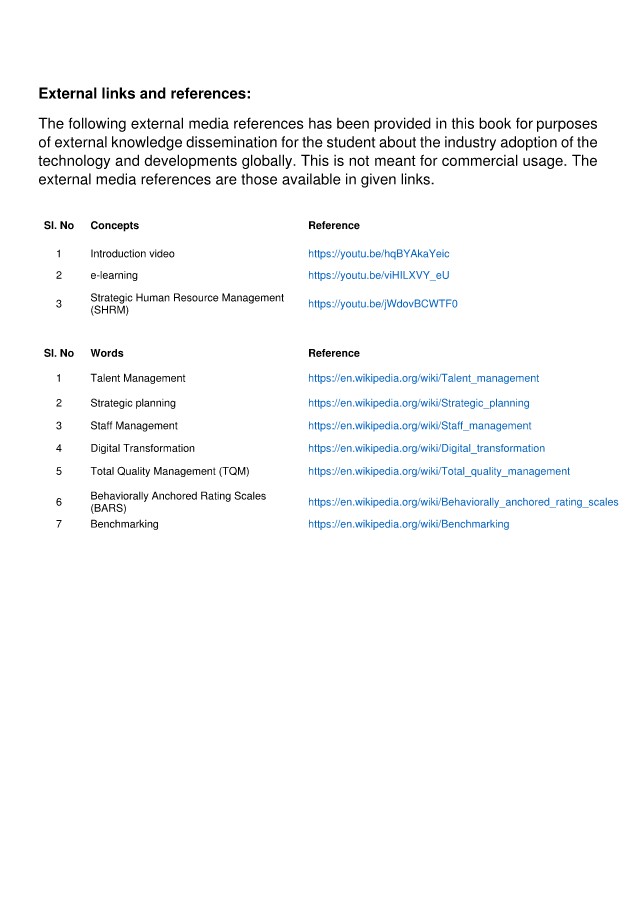 External links and references:
The following external media references has been provided in this book for purposes
of external knowledge dissemination for the student about the industry adoption of the
technology and developments globally. This is not meant for commercial usage. The
external media references are those available in given links.
Sl. No Concepts Reference
1 Introduction video https://youtu.be/hqBYAkaYeic
2 e-learning https://youtu.be/viHILXVY_eU
3 Strategic Human Resource Management (SHRM) https://youtu.be/jWdovBCWTF0
Sl. No Words Reference
1 Talent Management https://en.wikipedia.org/wiki/Talent_management
2 Strategic planning https://en.wikipedia.org/wiki/Strategic_planning
3 Staff Management https://en.wikipedia.org/wiki/Staff_management
4 Digital Transformation https://en.wikipedia.org/wiki/Digital_transformation
5 Total Quality Management (TQM) https://en.wikipedia.org/wiki/Total_quality_management
6 Behaviorally Anchored Rating Scales (BARS) https://en.wikipedia.org/wiki/Behaviorally_anchored_rating_scales
7 Benchmarking https://en.wikipedia.org/wiki/Benchmarking